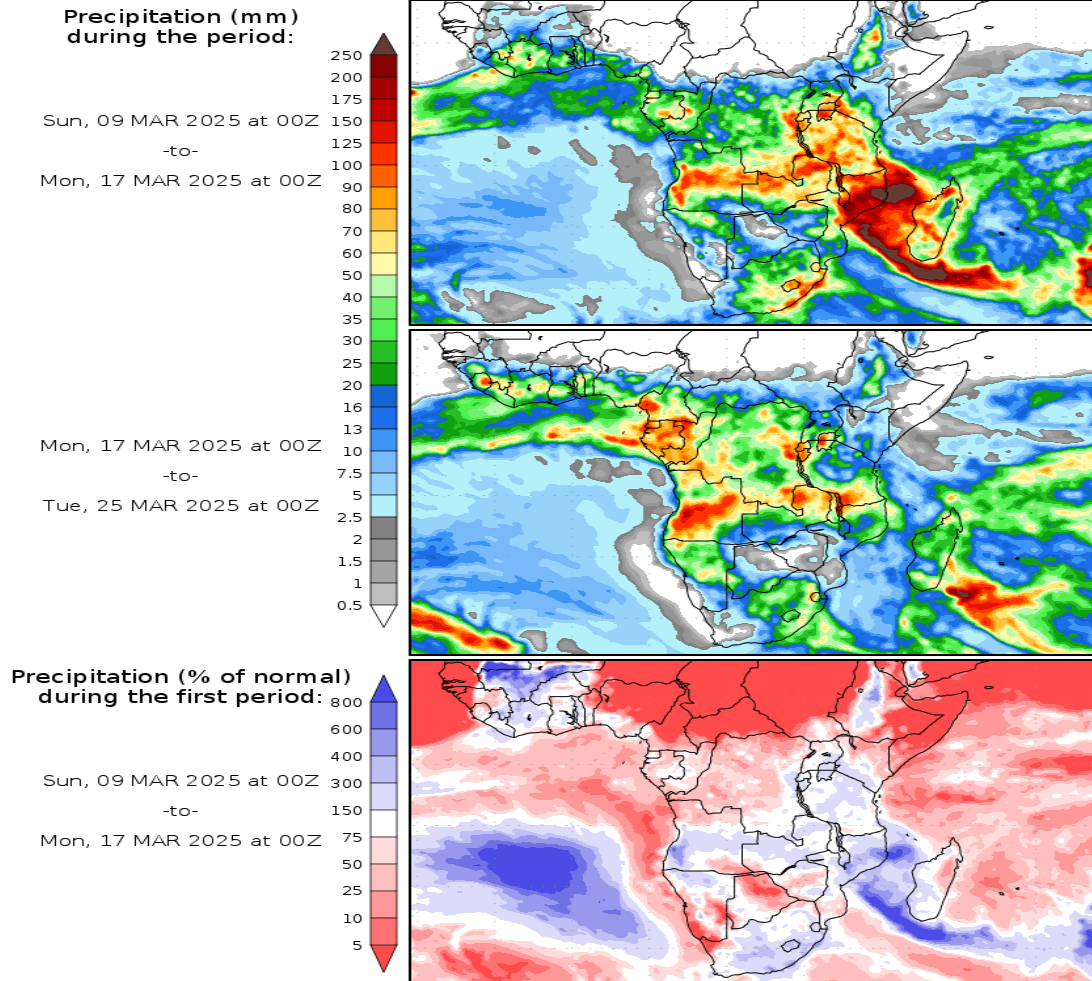 Precipitation (mm)
during the period:
250
200
175
150
125
100
90
80
70
60
50
40
35
30
25
20
16
13
10
7.5
5
2.5
2
1.5
1
0.5
Sun, 09 MAR 2025 at 00Z
-to-
Mon, 17 MAR 2025 at 00Z
Mon, 17 MAR 2025 at 00Z
-to-
Tue, 25 MAR 2025 at 00Z
Precipitation (% of normal)
during the first period:
800
600
400
300
150
75
50
25
10
5
Sun, 09 MAR 2025 at 00Z
-to-
Mon, 17 MAR 2025 at 00Z